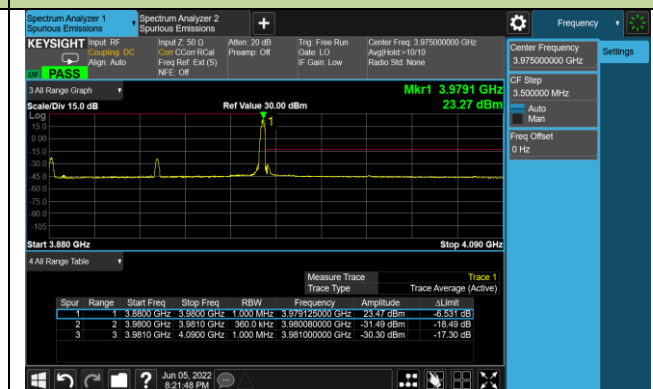 Spectrum Analyzer 1
Spurious Emissions
Spectrum Analyzer 2
Spurious Emissions
+
Frequency
KEYSIGHT
Input: RF
Coupling: DC
Align: Auto
Input Z: 50 Ω
Corr CCorr RCal
Freq Ref: Ext (S)
NFE: Off
Atten: 20 dB
Preamp: Off
Trig: Free Run
Gate: LO
IF Gain: Low
Center Freq: 3.975000000 GHz
Avg|Hold:>10/10
Radio Std: None
PASS
Center Frequency
3.975000000 GHz
Settings
CF Step
3.500000 MHz
Auto
Man
Freq Offset
0 Hz
3 All Range Graph
Mkr1 3.9791 GHz
Scale/Div 15.0 dB
Ref Value 30.00 dBm
23.27 dBm
Log
1
15.0
0.00
-15.0
-30.0
-45.0
-60.0
-75.0
-90.0
-105
Start 3.880 GHz
Stop 4.090 GHz
4 All Range Table
Measure Trace Trace 1
Trace Type Trace Average (Active)
Spur Range Start Freq Stop Freq RBW Frequency Amplitude ΔLimit
1 1 3.8800 GHz 3.9800 GHz 1.000 MHz 3.979125000 GHz 23.47 dBm -6.531 dB
2 2 3.9800 GHz 3.9810 GHz 360.0 kHz 3.980080000 GHz -31.49 dBm -18.49 dB
3 3 3.9810 GHz 4.0900 GHz 1.000 MHz 3.981000000 GHz -30.30 dBm -17.30 dB
?
Jun 05, 2022
8:21:48 PM